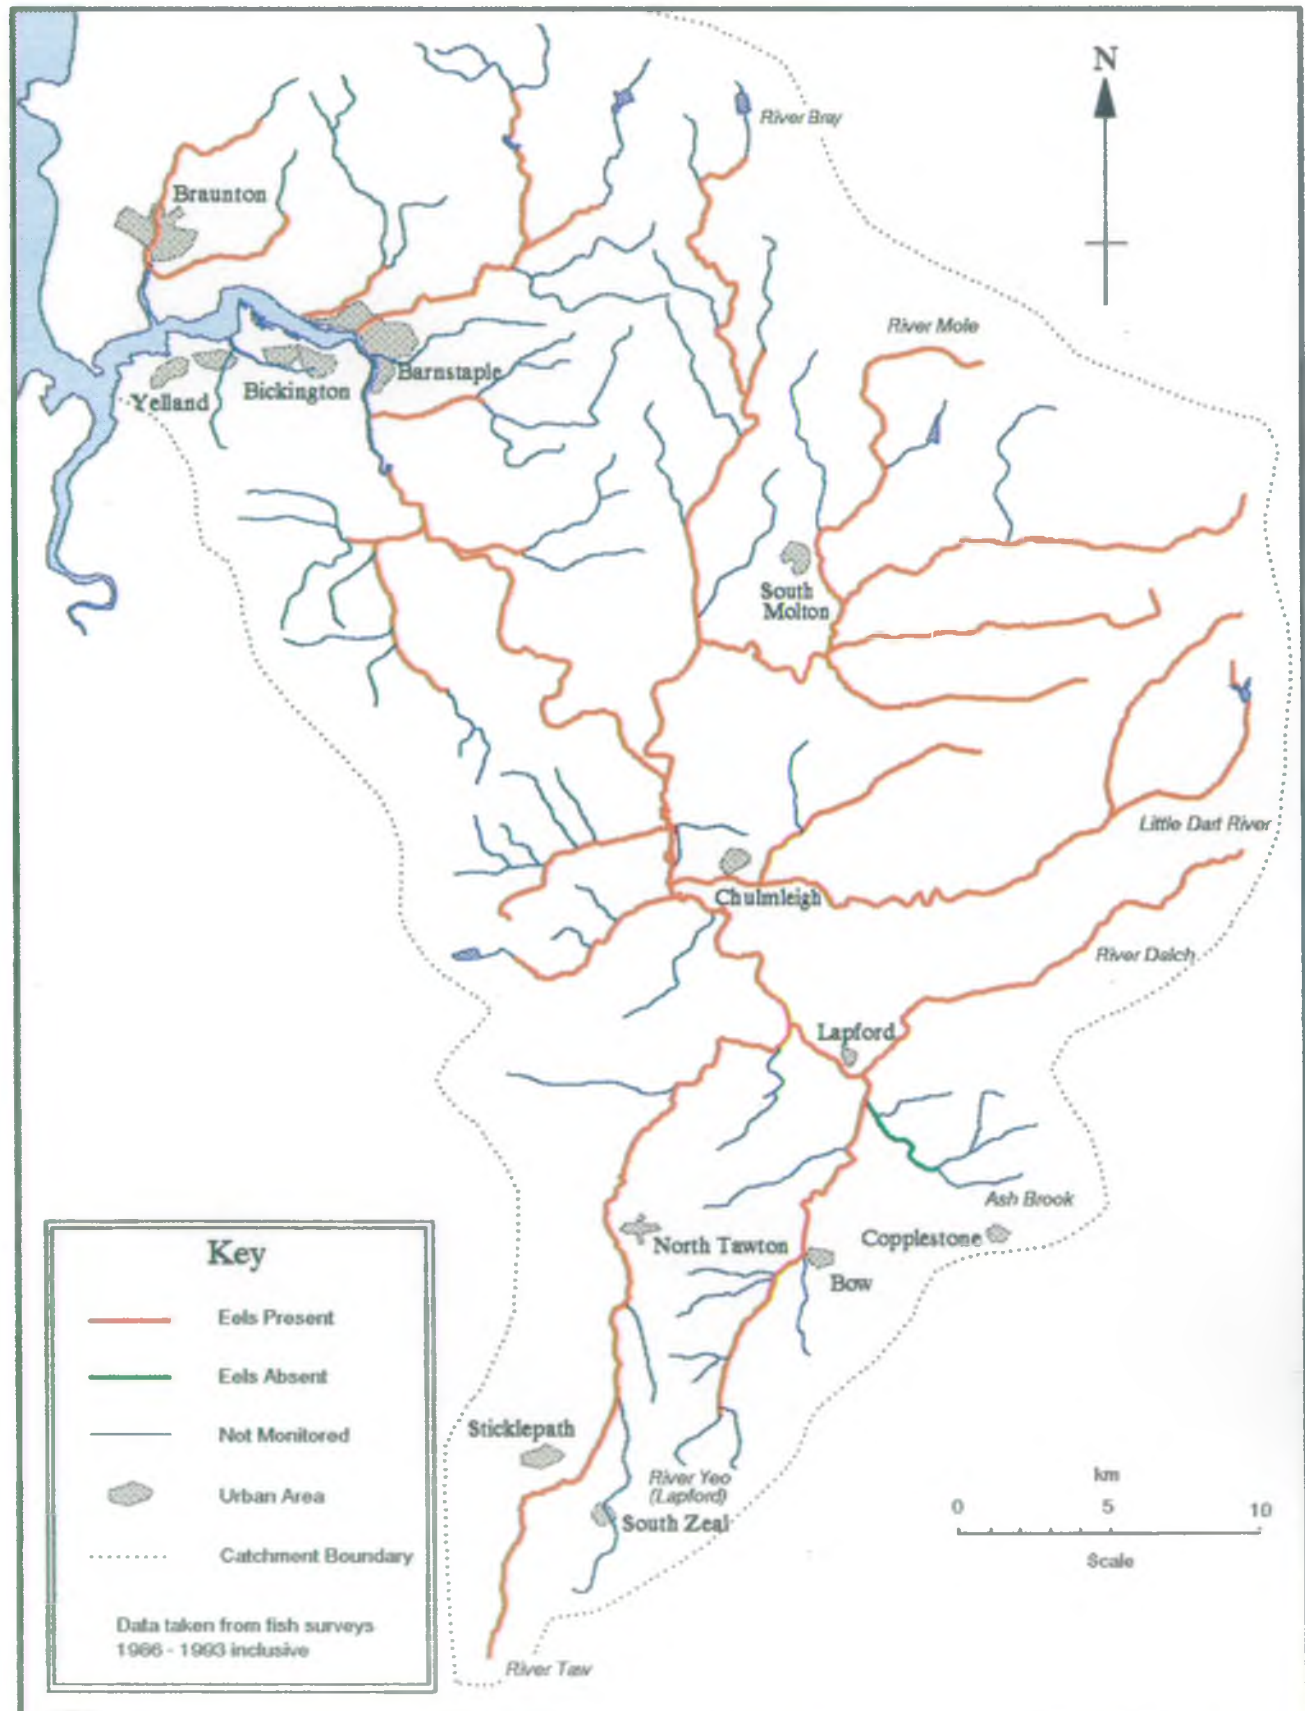 N
River Bray
Braunton
River Mole
Barnstaple
Bickington
Yelland
South
Molton
Little Dart River
Chulmleigh
River Dalch
Lapford
Ash Brook
Copplestone
North Tawton
Bow
Key
Eels Present
Eels Absent
Not Monitored
Urban Area
Catchment Boundary
Data taken from fish surveys
1986 - 1993 inclusive
Sticklepath
River Yeo
(Lapford)
South Zeal
River Taw
km
0 5 10
Scale